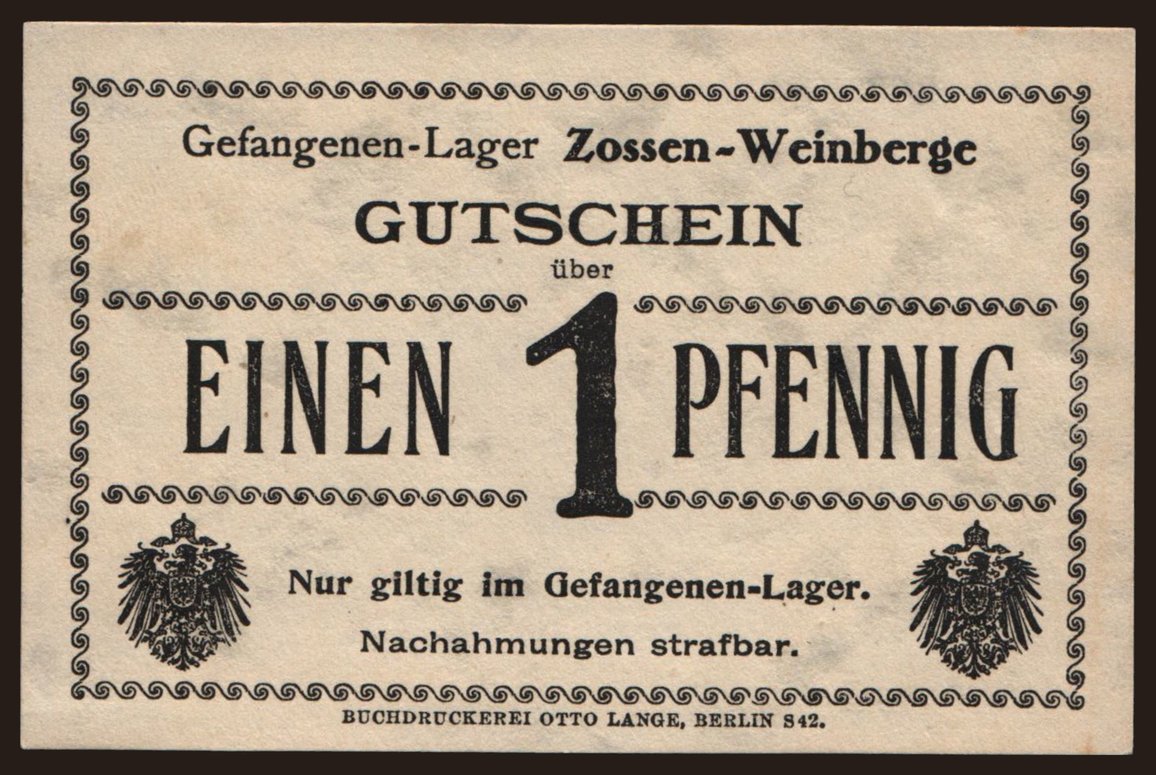 Gefangenen-Lager Zossen-Weinberge
GUTSCHEIN
über
EINEN 1 PFENNIG
Nur giltig im Gefangenen-Lager.
Nachahmungen strafbar.
BUCHDRUCKEREI OTTO LANGE, BERLIN S42.